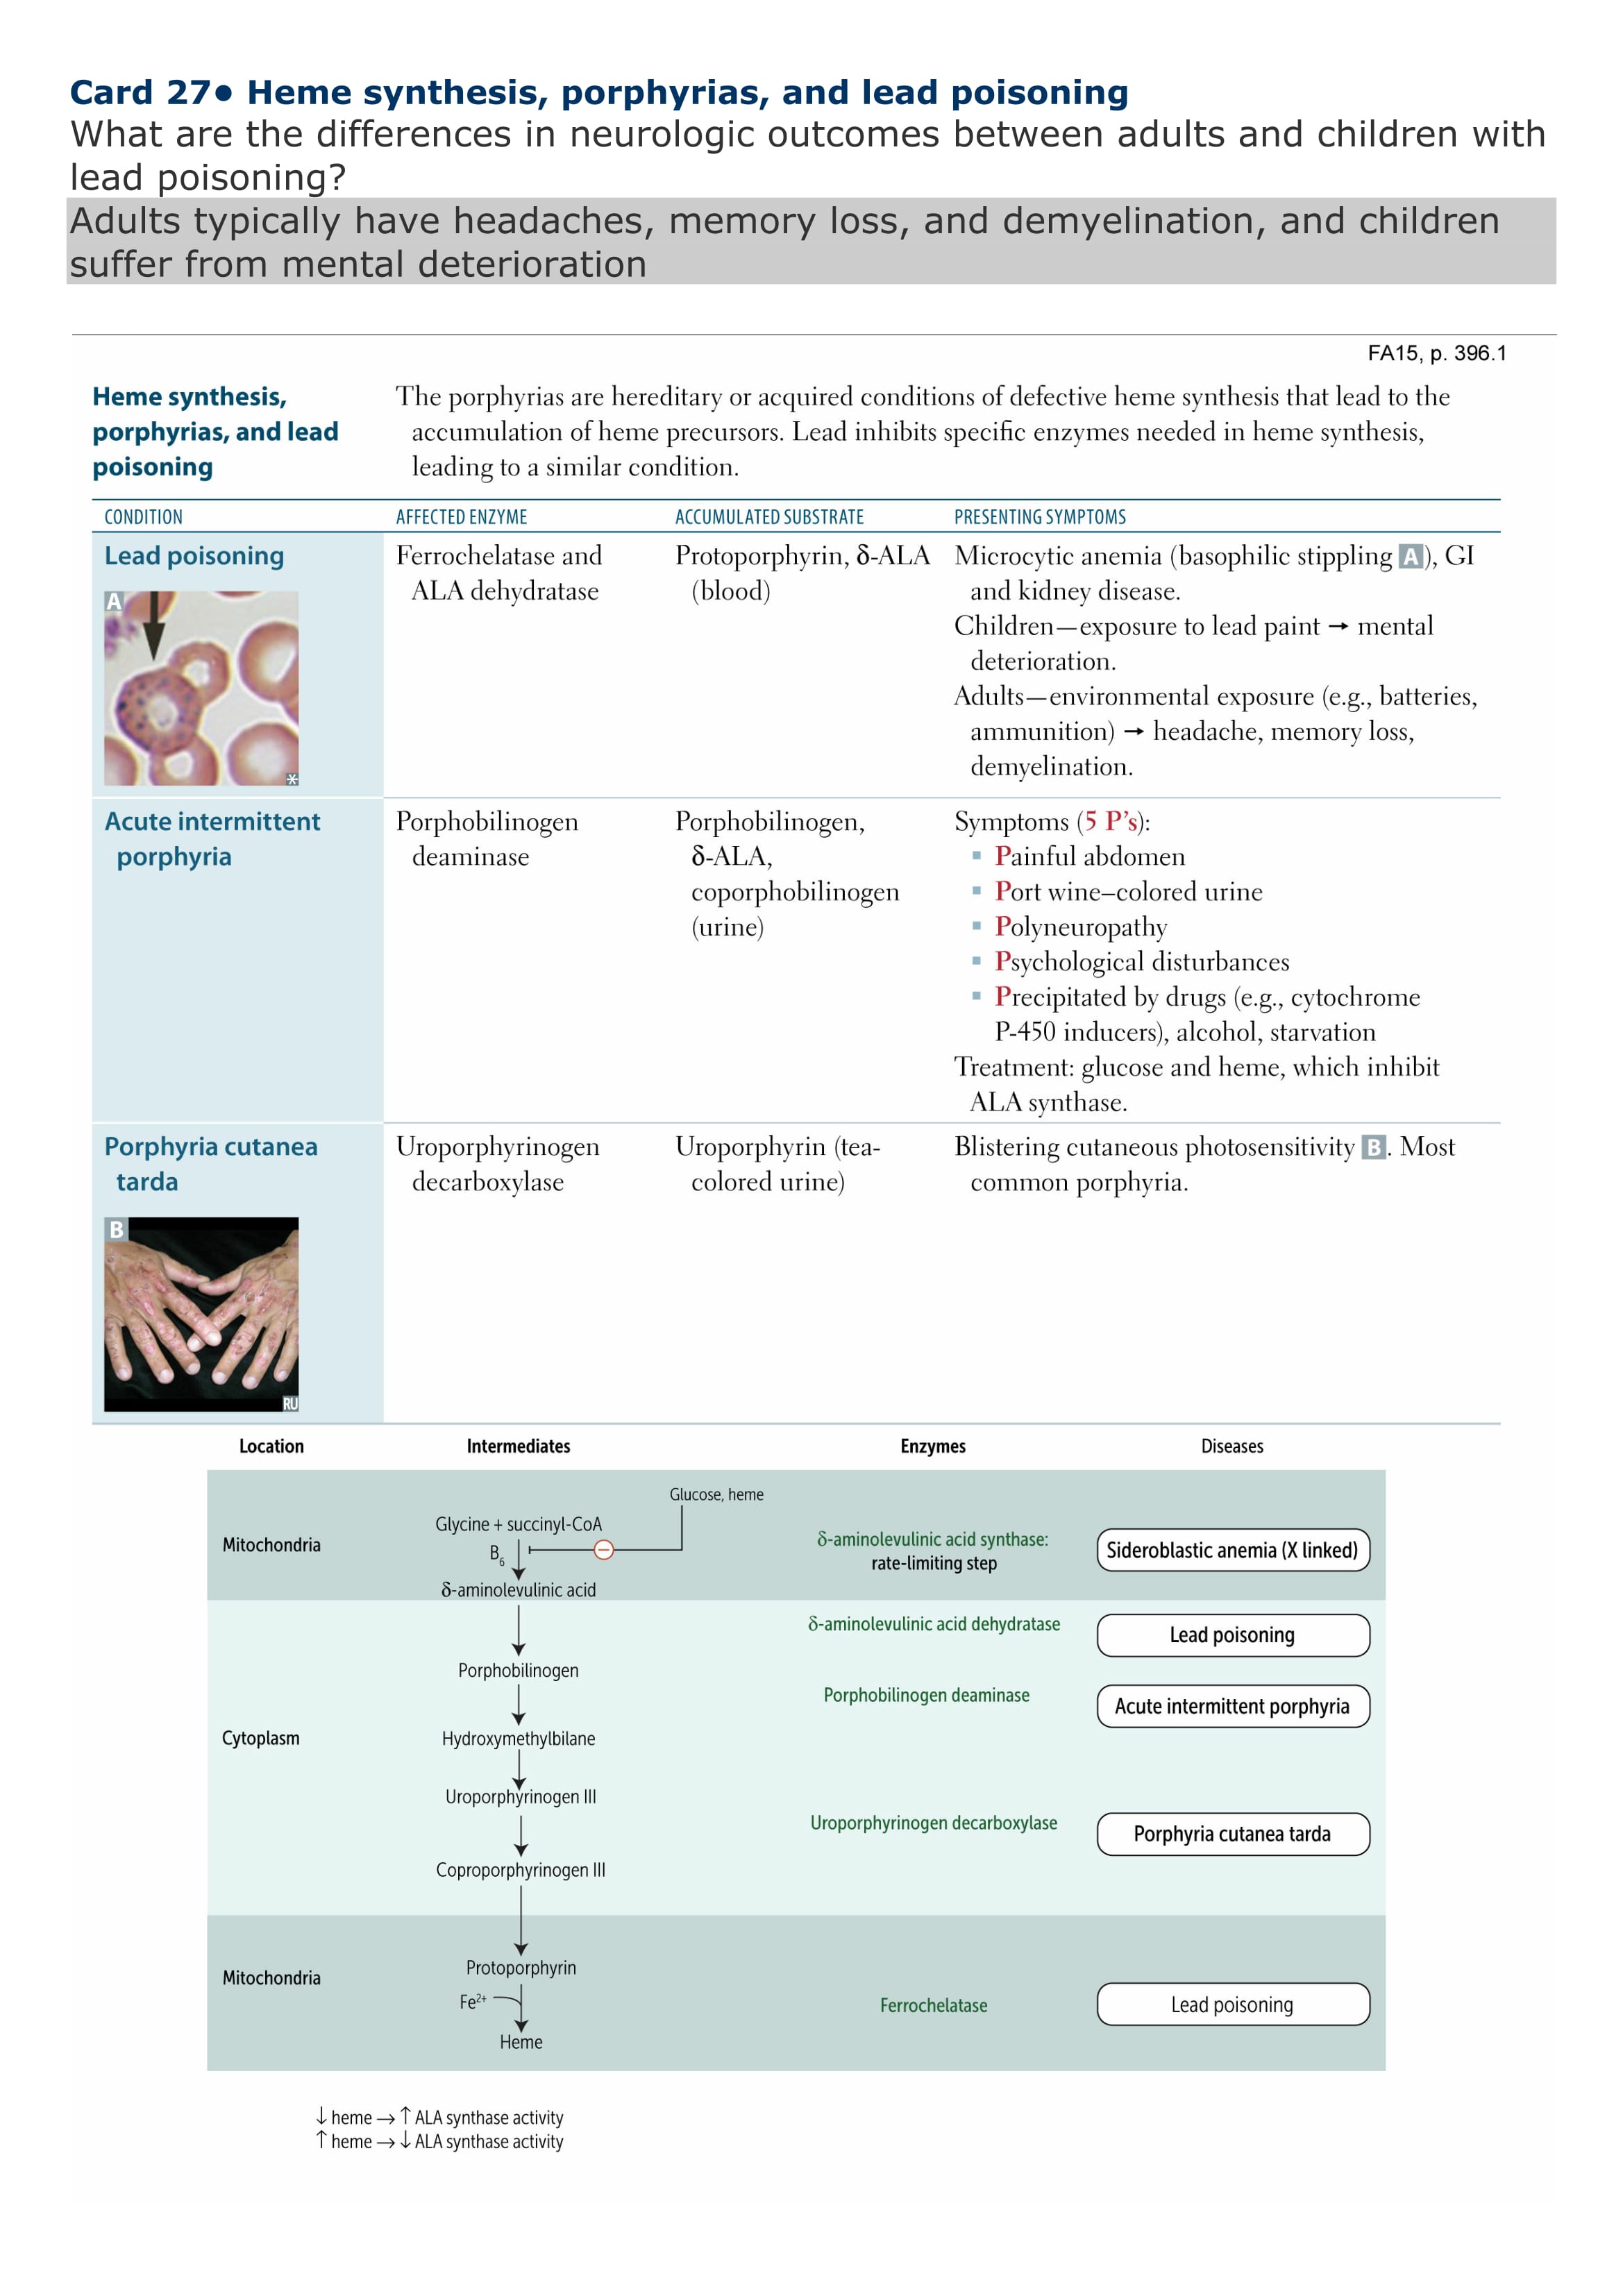 Card 27● Heme synthesis, porphyrias, and lead poisoning
What are the differences in neurologic outcomes between adults and children with
lead poisoning?
Adults typically have headaches, memory loss, and demyelination, and children
suffer from mental deterioration
FA15, p. 396.1
Heme synthesis,
porphyrias, and lead
poisoning
The porphyrias are hereditary or acquired conditions of defective heme synthesis that lead to the
accumulation of heme precursors. Lead inhibits specific enzymes needed in heme synthesis,
leading to a similar condition.
CONDITION AFFECTED ENZYME ACCUMULATED SUBSTRATE PRESENTING SYMPTOMS
Lead poisoning
A
*
Ferrochelatase and
ALA dehydratase
Protoporphyrin, δ-ALA
(blood)
Microcytic anemia (basophilic stippling A), GI
and kidney disease.
Children—exposure to lead paint → mental
deterioration.
Adults—environmental exposure (e.g., batteries,
ammunition) → headache, memory loss,
demyelination.
Acute intermittent
porphyria
Porphobilinogen
deaminase
Porphobilinogen,
δ-ALA,
coporphobilinogen
(urine)
Symptoms (5 P's):
▪ Painful abdomen
▪ Port wine–colored urine
▪ Polyneuropathy
▪ Psychological disturbances
▪ Precipitated by drugs (e.g., cytochrome
P-450 inducers), alcohol, starvation
Treatment: glucose and heme, which inhibit
ALA synthase.
Porphyria cutanea
tarda
B
RU
Uroporphyrinogen
decarboxylase
Uroporphyrin (tea-
colored urine)
Blistering cutaneous photosensitivity B. Most
common porphyria.
Location Intermediates Enzymes Diseases
Glucose, heme
Mitochondria
Glycine + succinyl-CoA
B6
−
δ-aminolevulinic acid
δ-aminolevulinic acid synthase:
rate-limiting step
Sideroblastic anemia (X linked)
δ-aminolevulinic acid dehydratase
Lead poisoning
Porphobilinogen
Porphobilinogen deaminase
Acute intermittent porphyria
Cytoplasm
Hydroxymethylbilane
Uroporphyrinogen III
Uroporphyrinogen decarboxylase
Porphyria cutanea tarda
Coproporphyrinogen III
Mitochondria
Protoporphyrin
Fe2+
Ferrochelatase
Lead poisoning
Heme
↓ heme → ↑ ALA synthase activity
↑ heme → ↓ ALA synthase activity